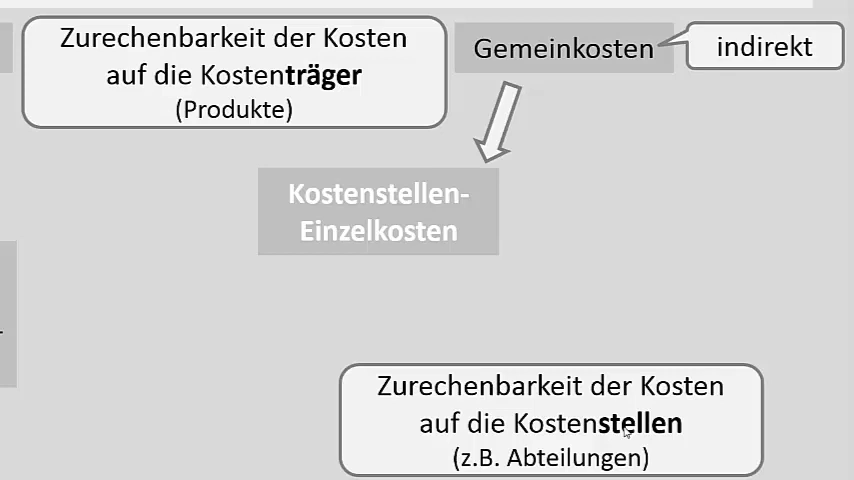 Zurechenbarkeit der Kosten
auf die Kostenträger
(Produkte)
Gemeinkosten
indirekt
Kostenstellen-
Einzelkosten
Zurechenbarkeit der Kosten
auf die Kostenstellen
(z.B. Abteilungen)